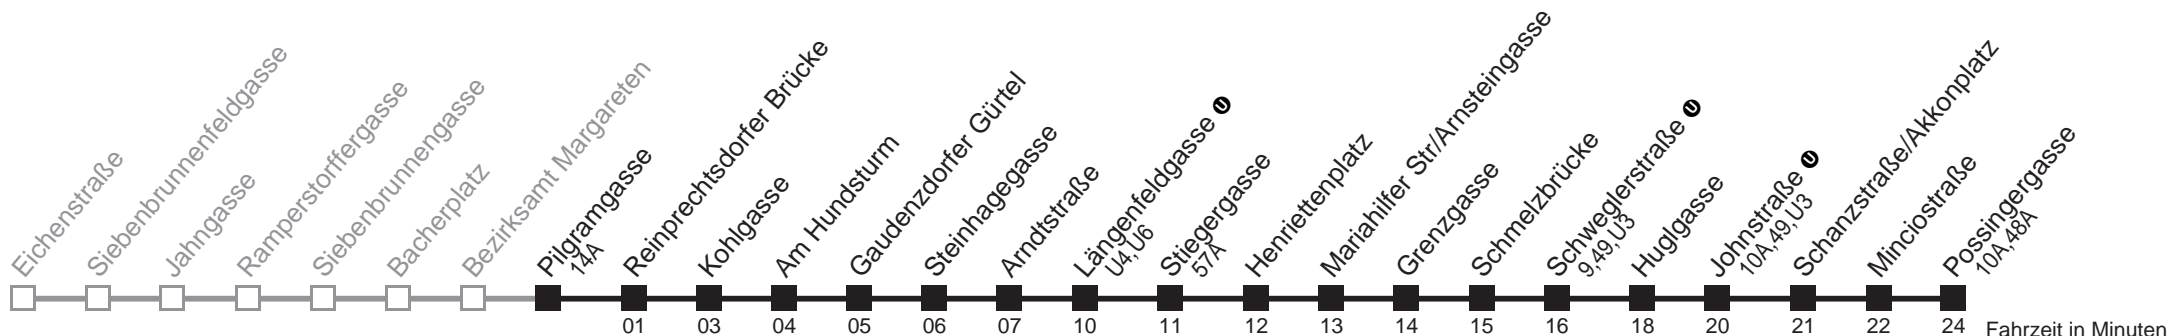 Eichenstraße
Siebenbrunnenfeldgasse
Jahngasse
Ramperstorffergasse
Siebenbrunnengasse
Bacherplatz
Bezirksamt Margareten
Pilgramgasse
14A
Reinprechtsdorfer Brücke
Kohlgasse
Am Hundsturm
Gaudenzdorfer Gürtel
Steinhagegasse
Arndtstraße
Längenfeldgasse U
U4, U6
Stiegergasse
57A
Henriettenplatz
Mariahilfer Str/Arnsteingasse
Grenzgasse
Schmelzbrücke
Schweglerstraße U
9,49, U3
Huglgasse
Johnstraße U
10A,49, U3
Schanzstraße/Akkonplatz
Minciostraße
Possingergasse
10A,48A
01 03 04 05 06 07 10 11 12 13 14 15 16 18 20 21 22 24 Fahrzeit in Minuten